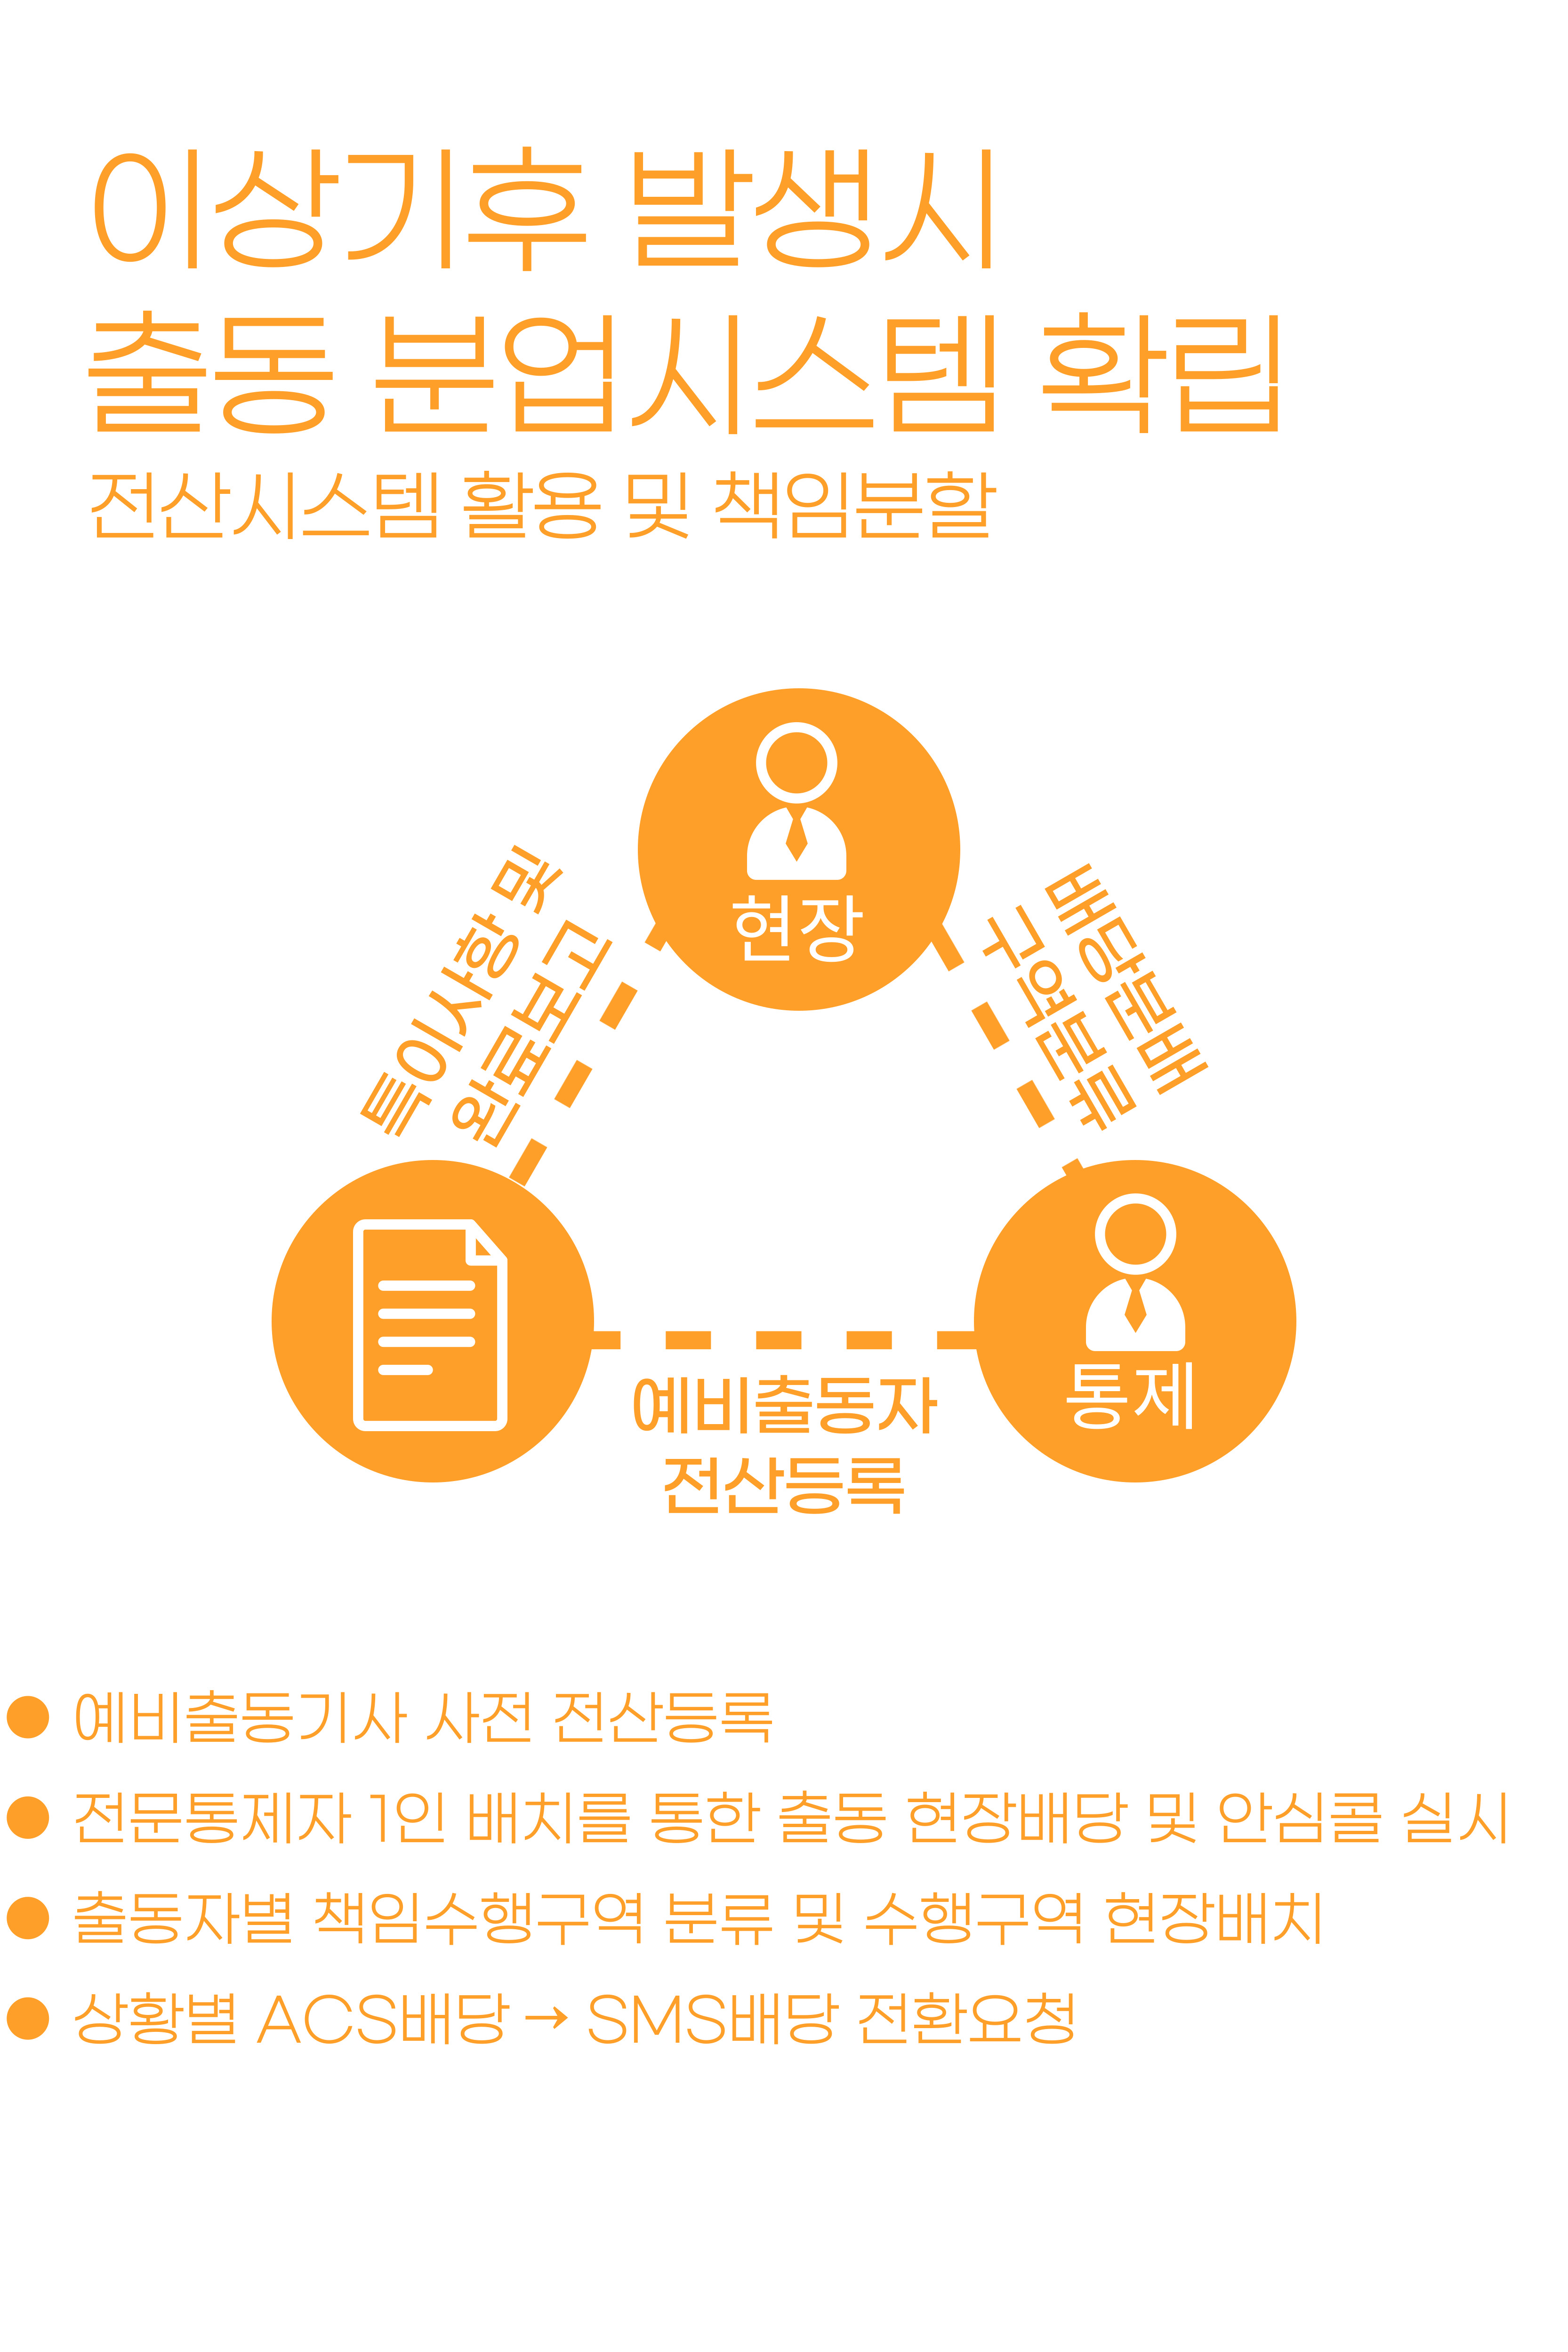 이상기후 발생시
출동 분업시스템 확립
전산시스템 활용 및 책임분할
현장
특이사항 및
완료보고
통당별
구역분할
통제
예비출동자
전산등록
예비출동기사 사전 전산등록
전문통제자 1인 배치를 통한 출동 현장배당 및 안심콜 실시
출동자별 책임수행구역 분류 및 수행구역 현장배치
상황별 ACS배당 → SMS배당 전환요청